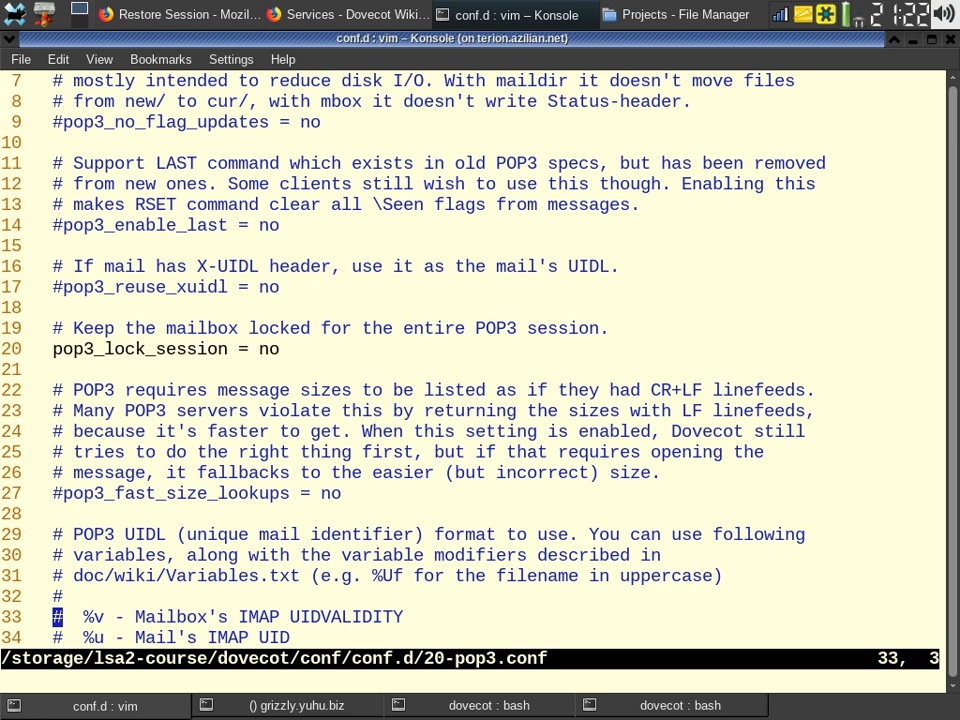 Restore Session - Mozil...
Services - Dovecot Wiki...
conf.d : vim – Konsole
Projects - File Manager
2 1:22
conf.d : vim – Konsole (on terion.azilian.net)
File Edit View Bookmarks Settings Help
7 # mostly intended to reduce disk I/O. With maildir it doesn't move files
8 # from new/ to cur/, with mbox it doesn't write Status-header.
9 #pop3_no_flag_updates = no
10
11 # Support LAST command which exists in old POP3 specs, but has been removed
12 # from new ones. Some clients still wish to use this though. Enabling this
13 # makes RSET command clear all \Seen flags from messages.
14 #pop3_enable_last = no
15
16 # If mail has X-UIDL header, use it as the mail's UIDL.
17 #pop3_reuse_xuidl = no
18
19 # Keep the mailbox locked for the entire POP3 session.
20 pop3_lock_session = no
21
22 # POP3 requires message sizes to be listed as if they had CR+LF linefeeds.
23 # Many POP3 servers violate this by returning the sizes with LF linefeeds,
24 # because it's faster to get. When this setting is enabled, Dovecot still
25 # tries to do the right thing first, but if that requires opening the
26 # message, it fallbacks to the easier (but incorrect) size.
27 #pop3_fast_size_lookups = no
28
29 # POP3 UIDL (unique mail identifier) format to use. You can use following
30 # variables, along with the variable modifiers described in
31 # doc/wiki/Variables.txt (e.g. %Uf for the filename in uppercase)
32 #
33 # %v - Mailbox's IMAP UIDVALIDITY
34 # %u - Mail's IMAP UID
/storage/lsa2-course/dovecot/conf/conf.d/20-pop3.conf 33, 3
conf.d : vim
() grizzly.yuhu.biz
dovecot : bash
dovecot : bash